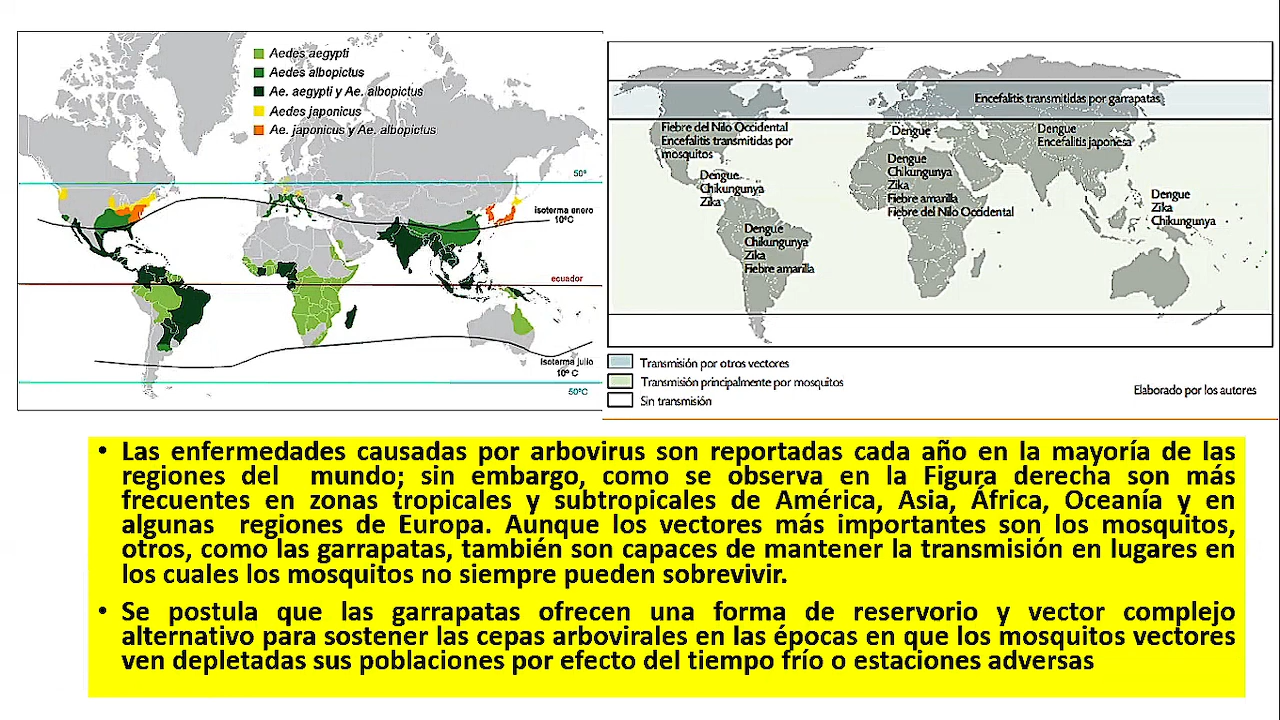 Aedes aegypti
Aedes albopictus
Ae. aegypti y Ae. albopictus
Aedes japonicus
Ae. japonicus y Ae. albopictus
50º
isoterma enero
10ºC
ecuador
isoterma julio
10º C
50ºC
Encefalitis transmitidas por garrapatas
Fiebre del Nilo Occidental
Encefalitis transmitidas por
mosquitos
Dengue
Chikungunya
Zika
Dengue
Chikungunya
Zika
Fiebre amarilla
Dengue
Dengue
Chikungunya
Zika
Fiebre amarilla
Fiebre del Nilo Occidental
Dengue
Encefalitis japonesa
Dengue
Zika
Chikungunya
Transmisión por otros vectores
Transmisión principalmente por mosquitos
Sin transmisión
Elaborado por los autores
• Las enfermedades causadas por arbovirus son reportadas cada año en la mayoría de las
regiones del mundo; sin embargo, como se observa en la Figura derecha son más
frecuentes en zonas tropicales y subtropicales de América, Asia, África, Oceanía y en
algunas regiones de Europa. Aunque los vectores más importantes son los mosquitos,
otros, como las garrapatas, también son capaces de mantener la transmisión en lugares en
los cuales los mosquitos no siempre pueden sobrevivir.
• Se postula que las garrapatas ofrecen una forma de reservorio y vector complejo
alternativo para sostener las cepas arbovirales en las épocas en que los mosquitos vectores
ven depletadas sus poblaciones por efecto del tiempo frío o estaciones adversas